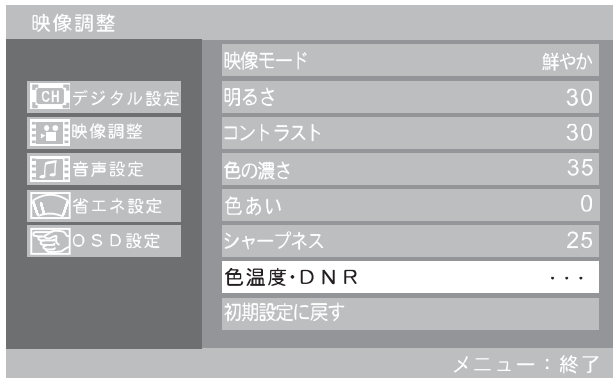 映像調整
CH デジタル設定
映像調整
音声設定
省エネ設定
OSD設定
映像モード 鮮やか
明るさ 30
コントラスト 30
色の濃さ 35
色あい 0
シャープネス 25
色温度・DNR ・・・
初期設定に戻す
メニュー：終了